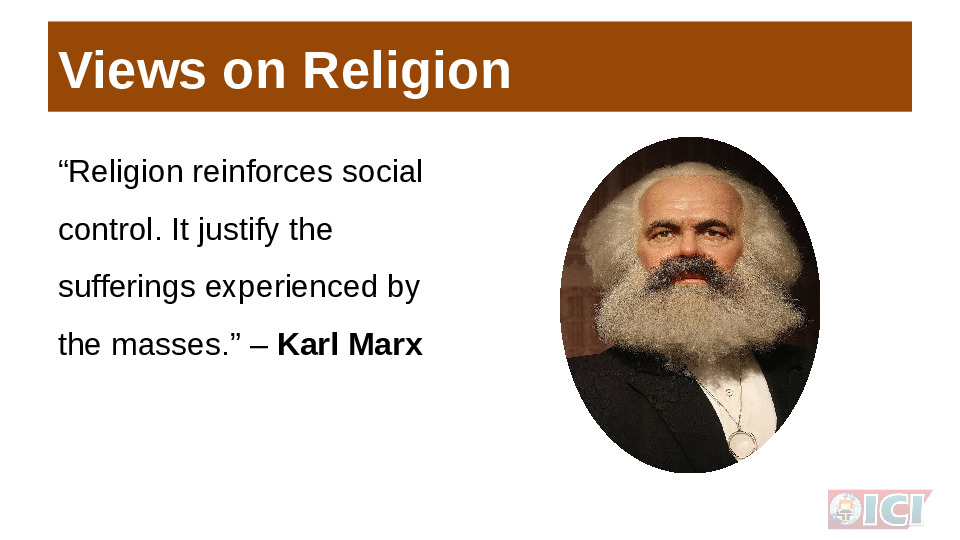 Views on Religion
“Religion reinforces social
control. It justify the
sufferings experienced by
the masses.” – Karl Marx
ICI